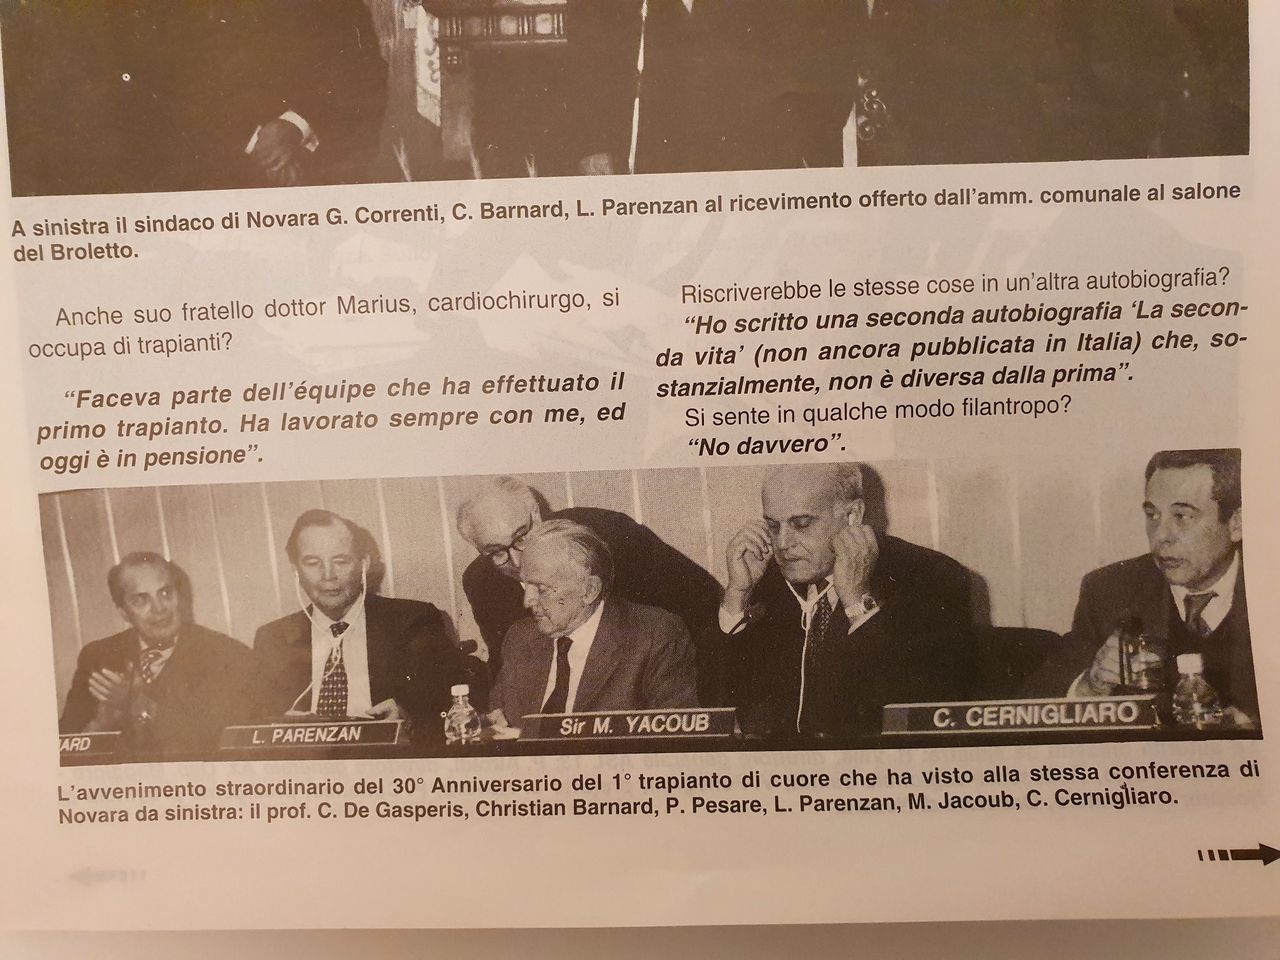 A sinistra il sindaco di Novara G. Correnti, C. Barnard, L. Parenzan al ricevimento offerto dall'amm. comunale al salone
del Broletto.
Anche suo fratello dottor Marius, cardiochirurgo, si
occupa di trapianti?
“Faceva parte dell'équipe che ha effettuato il
primo trapianto. Ha lavorato sempre con me, ed
oggi è in pensione”.
Riscriverebbe le stesse cose in un'altra autobiografia?
“Ho scritto una seconda autobiografia ‘La secon-
da vita’ (non ancora pubblicata in Italia) che, so-
stanzialmente, non è diversa dalla prima”.
Si sente in qualche modo filantropo?
“No davvero”.
ARD
L. PARENZAN
Sir M. YACOUB
C. CERNIGLIARO
L'avvenimento straordinario del 30° Anniversario del 1° trapianto di cuore che ha visto alla stessa conferenza di
Novara da sinistra: il prof. C. De Gasperis, Christian Barnard, P. Pesare, L. Parenzan, M. Jacoub, C. Cernigliaro.